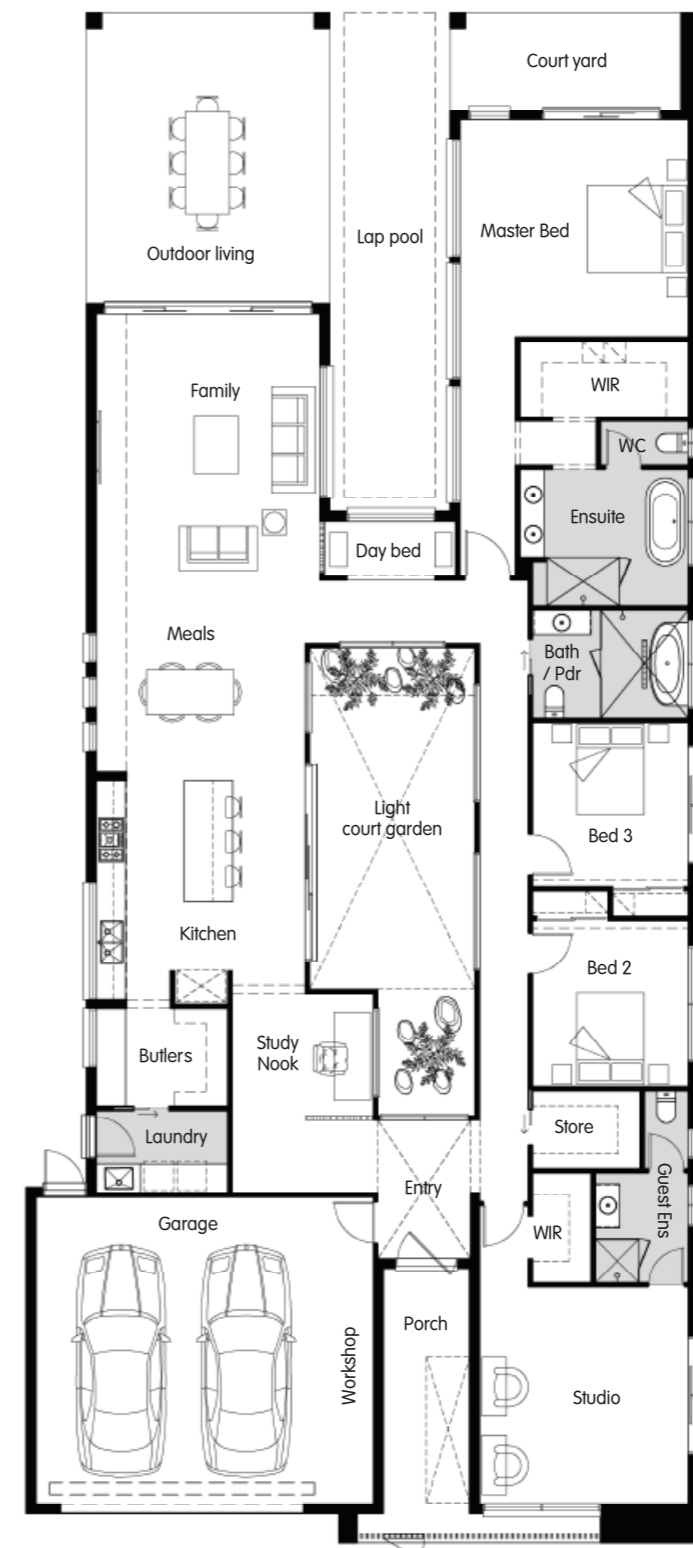 Court yard
Master Bed
Lap pool
Outdoor living
Family
WIR
WC
Ensuite
Day bed
Meals
Bath
/ Pdr
Light
court garden
Bed 3
Kitchen
Bed 2
Study
Nook
Butlers
Store
Laundry
Entry
Guest Ens
WIR
Garage
Porch
Workshop
Studio